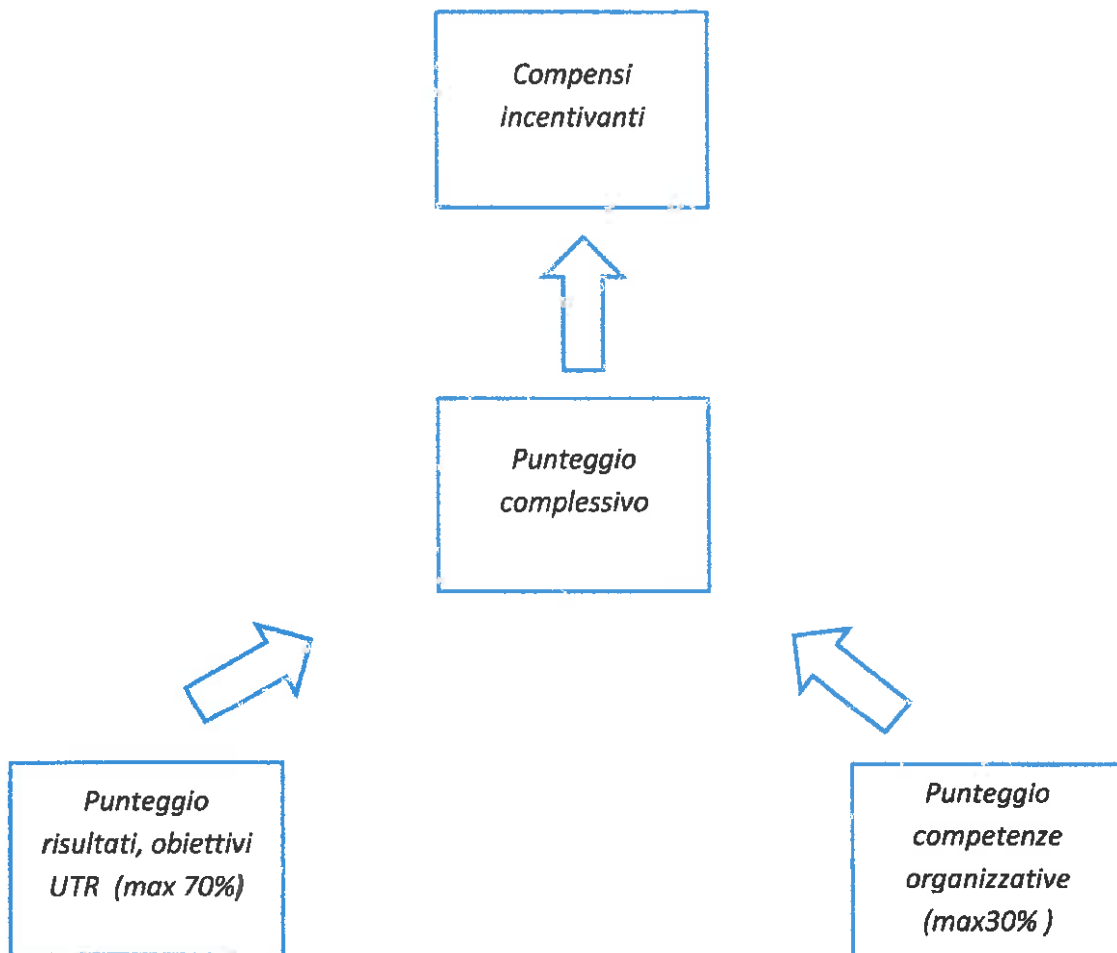 Compensi
incentivanti
Punteggio
complessivo
Punteggio
risultati, obiettivi
UTR (max 70%)
Punteggio
competenze
organizzative
(max30% )